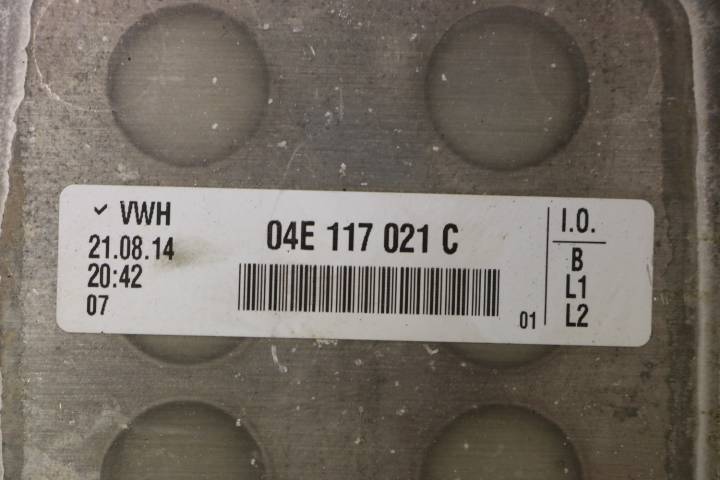 ✓ VWH
21.08.14
20:42
07
04E 117 021 C
01
I.O.
B
L1
L2